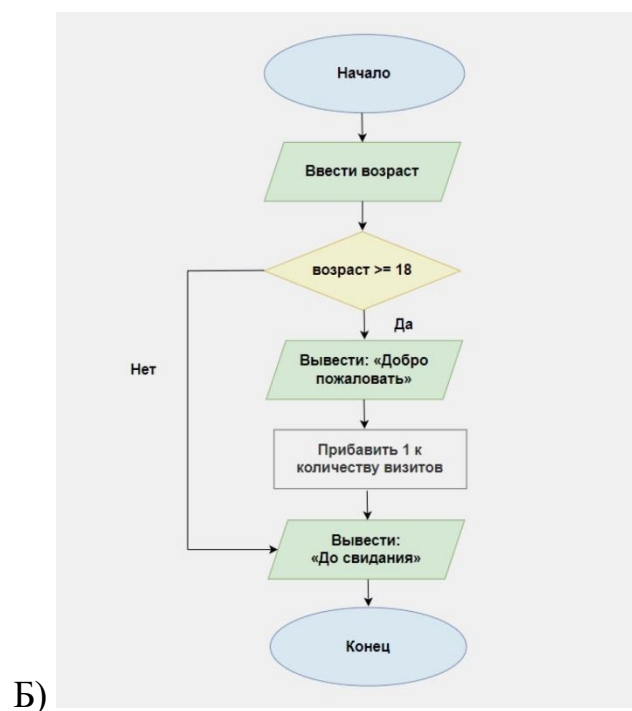 Начало
Ввести возраст
возраст >= 18
Да
Нет
Вывести: «Добро
пожаловать»
Прибавить 1 к
количеству визитов
Вывести:
«До свидания»
Конец
Б)